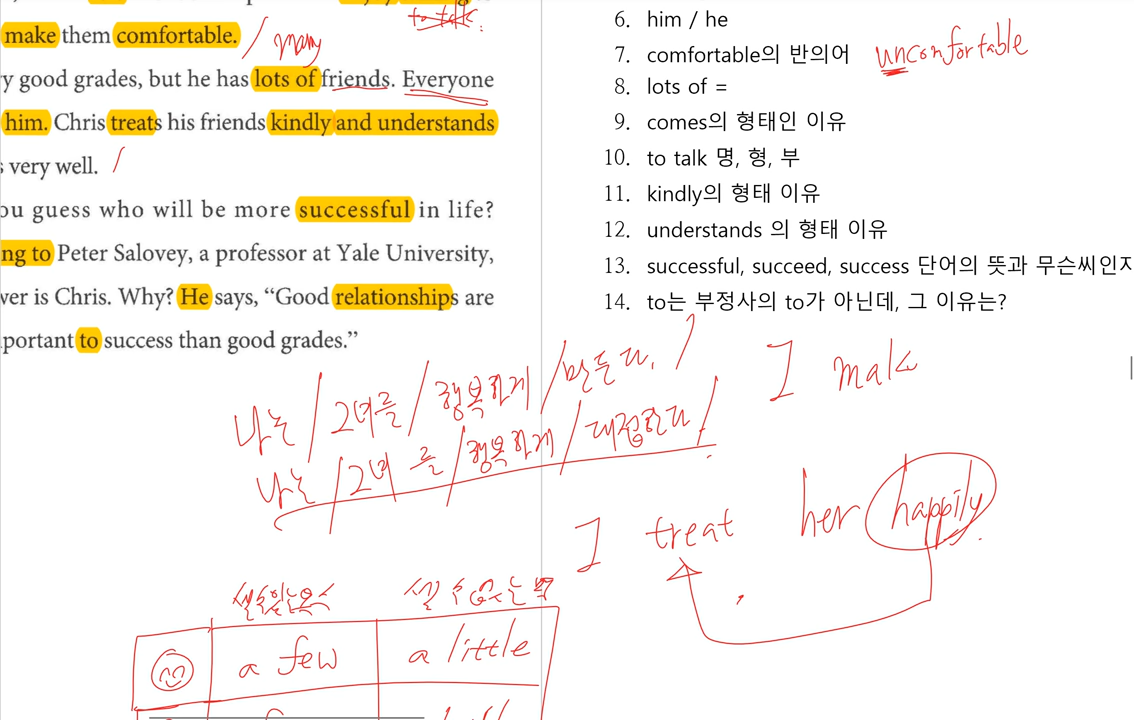 make them comfortable. / many
to talk.
y good grades, but he has lots of friends. Everyone
him. Chris treats his friends kindly and understands
s very well. /
ou guess who will be more successful in life?
ng to Peter Salovey, a professor at Yale University,
ver is Chris. Why? He says, “Good relationships are
portant to success than good grades.”
6. him / he
7. comfortable의 반의어 uncomfortable
8. lots of =
9. comes의 형태인 이유
10. to talk 명, 형, 부
11. kindly의 형태 이유
12. understands 의 형태 이유
13. successful, succeed, success 단어의 뜻과 무슨씨인지
14. to는 부정사의 to가 아닌데, 그 이유는?
나는 / 그녀를 / 행복하게 / 만든다. /
나는 / 그녀를 / 행복하게 / 대접한다 /
I make
I treat her happily
셀 수 없는
a few a little